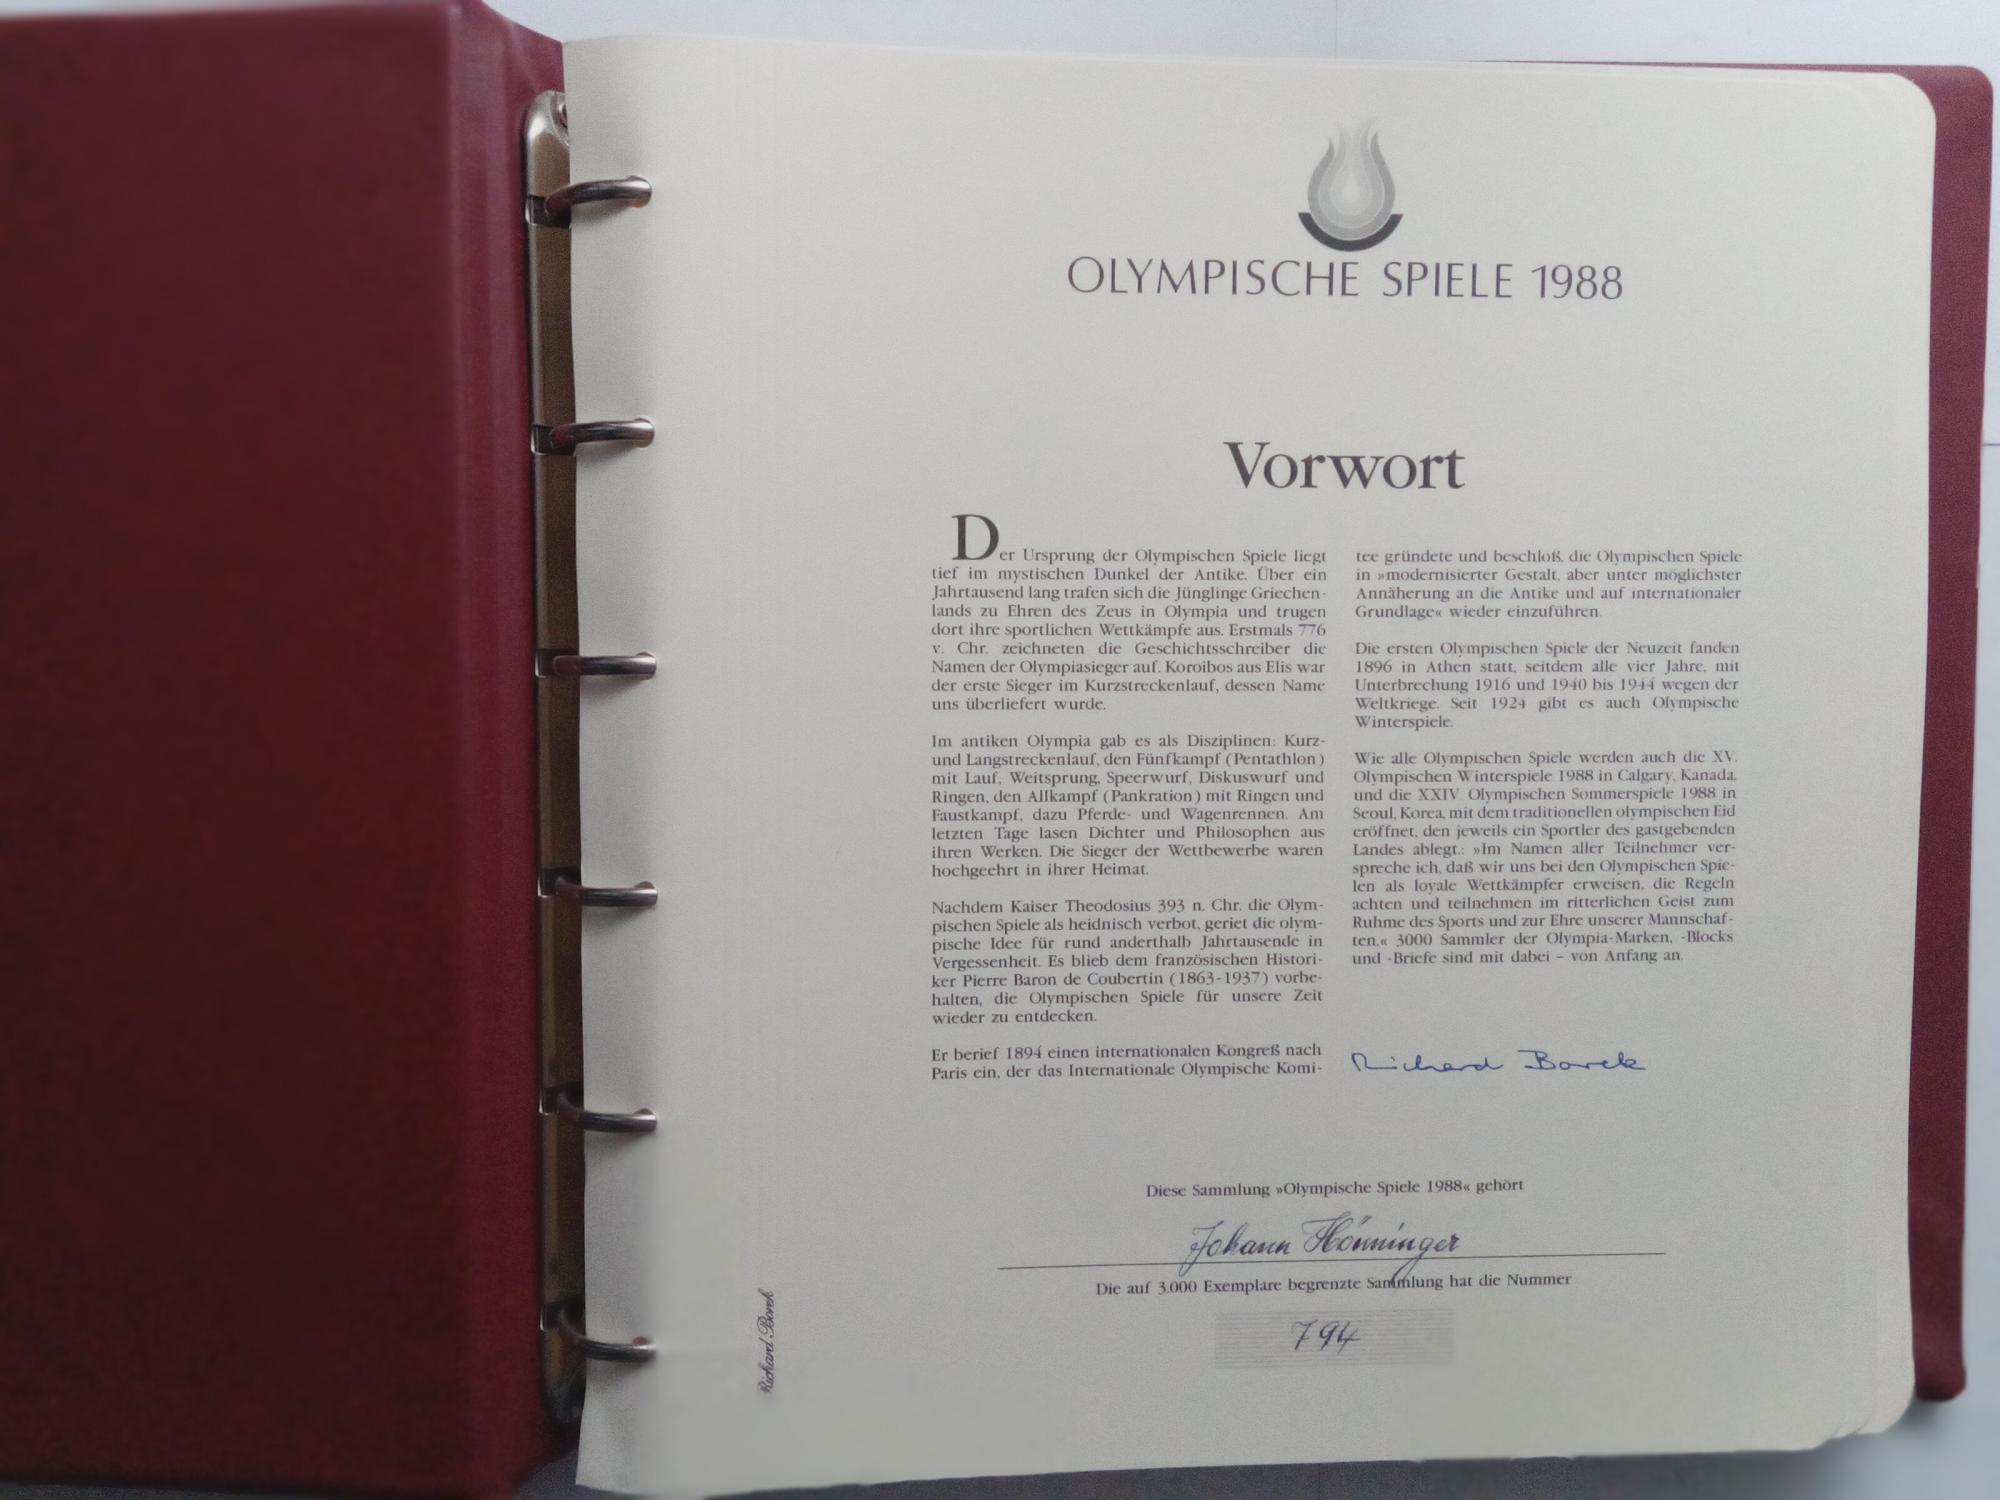 OLYMPISCHE SPIELE 1988
Vorwort
Der Ursprung der Olympischen Spiele liegt
tief im mystischen Dunkel der Antike. Über ein
Jahrtausend lang trafen sich die Jünglinge Griechen-
lands zu Ehren des Zeus in Olympia und trugen
dort ihre sportlichen Wettkämpfe aus. Erstmals 776
v. Chr. zeichneten die Geschichtsschreiber die
Namen der Olympiasieger auf. Koroibos aus Elis war
der erste Sieger im Kurzstreckenlauf, dessen Name
uns überliefert wurde.
Im antiken Olympia gab es als Disziplinen: Kurz-
und Langstreckenlauf, den Fünfkampf (Pentathlon)
mit Lauf, Weitsprung, Speerwurf, Diskuswurf und
Ringen, den Allkampf (Pankration) mit Ringen und
Faustkampf, dazu Pferde- und Wagenrennen. Am
letzten Tage lasen Dichter und Philosophen aus
ihren Werken. Die Sieger der Wettbewerbe waren
hochgeehrt in ihrer Heimat.
Nachdem Kaiser Theodosius 393 n. Chr. die Olym-
pischen Spiele als heidnisch verbot, geriet die olym-
pische Idee für rund anderthalb Jahrtausende in
Vergessenheit. Es blieb dem französischen Histori-
ker Pierre Baron de Coubertin (1863-1937) vorbe-
halten, die Olympischen Spiele für unsere Zeit
wieder zu entdecken.
Er berief 1894 einen internationalen Kongreß nach
Paris ein, der das Internationale Olympische Komi-
tee gründete und beschloß, die Olympischen Spiele
in »modernisierter Gestalt, aber unter möglichster
Annäherung an die Antike und auf internationaler
Grundlage« wieder einzuführen.
Die ersten Olympischen Spiele der Neuzeit fanden
1896 in Athen statt, seitdem alle vier Jahre, mit
Unterbrechung 1916 und 1940 bis 1944 wegen der
Weltkriege. Seit 1924 gibt es auch Olympische
Winterspiele.
Wie alle Olympischen Spiele werden auch die XV.
Olympischen Winterspiele 1988 in Calgary, Kanada,
und die XXIV. Olympischen Sommerspiele 1988 in
Seoul, Korea, mit dem traditionellen olympischen Eid
eröffnet, den jeweils ein Sportler des gastgebenden
Landes ablegt.: »Im Namen aller Teilnehmer ver-
spreche ich, daß wir uns bei den Olympischen Spie-
len als loyale Wettkämpfer erweisen, die Regeln
achten und teilnehmen im ritterlichen Geist zum
Ruhme des Sports und zur Ehre unserer Mannschaf-
ten.« 3000 Sammler der Olympia-Marken, -Blocks
und -Briefe sind mit dabei – von Anfang an.
Richard Borek
Diese Sammlung »Olympische Spiele 1988« gehört
Johann Hönninger
Die auf 3.000 Exemplare begrenzte Sammlung hat die Nummer
794
Richard Borek